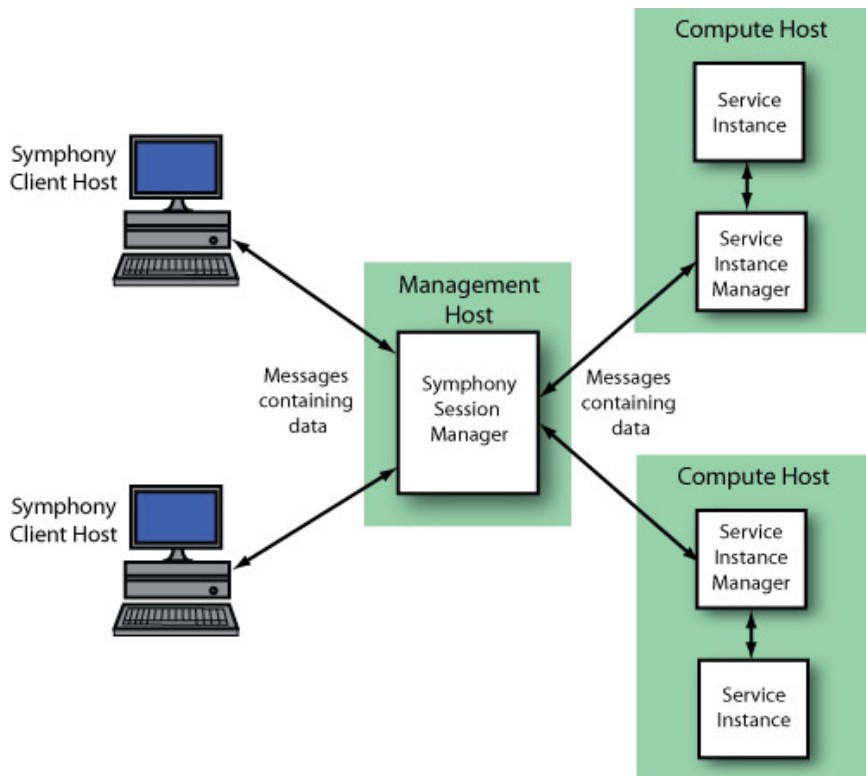 Compute Host
Service
Instance
Service
Instance
Manager
Symphony
Client Host
Management
Host
Symphony
Session
Manager
Messages
containing
data
Messages
containing
data
Symphony
Client Host
Compute Host
Service
Instance
Manager
Service
Instance